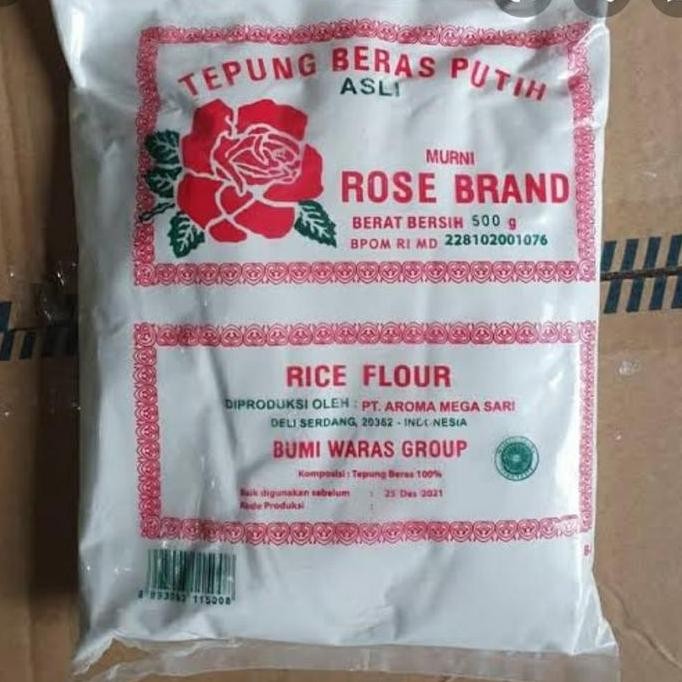 TEPUNG BERAS PUTIH
ASLI
MURNI
ROSE BRAND
BERAT BERSIH 500 g
BPOM RI MD 228102001076
RICE FLOUR
DIPRODUKSI OLEH : PT. AROMA MEGA SARI
DELI SERDANG, 20362 - INDONESIA
BUMI WARAS GROUP
Komposisi : Tepung Beras 100%
Baik digunakan sebelum : 25 Des 2021
Kode Produksi :